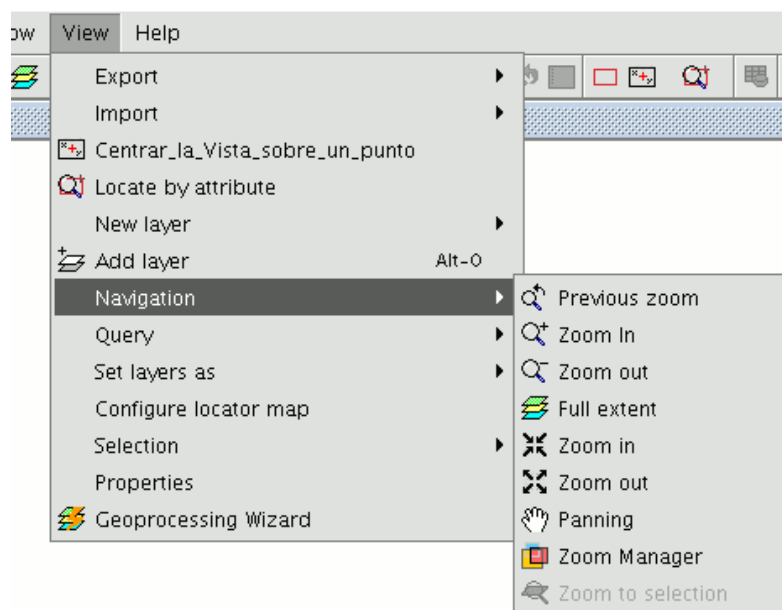 ow View Help
Export
Import
Centrar_la_Vista_sobre_un_punto
Locate by attribute
New layer
Add layer Alt-O
Navigation
Query
Set layers as
Configure locator map
Selection
Properties
Geoprocessing Wizard
Previous zoom
Zoom In
Zoom out
Full extent
Zoom in
Zoom out
Panning
Zoom Manager
Zoom to selection